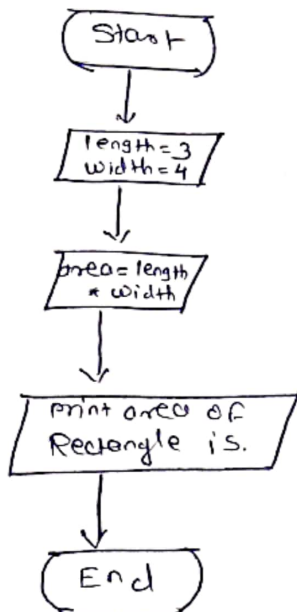 Start
length=3
width=4
area=length
* width
print area of
Rectangle is.
End